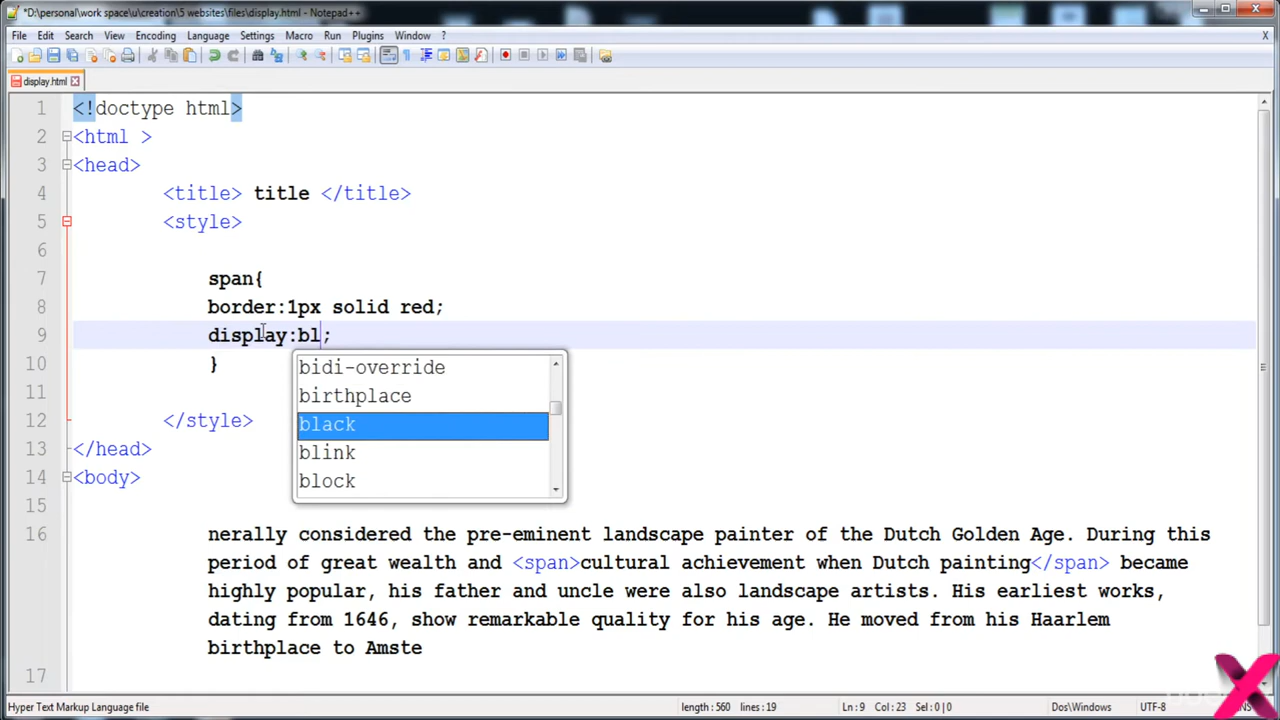 *D:\personal\work space\u\creation\5 websites\files\display.html - Notepad++
File Edit Search View Encoding Language Settings Macro Run Plugins Window ? X
display.html
1 <!doctype html>
2 <html >
3 <head>
4 <title> title </title>
5 <style>
6
7 span{
8 border:1px solid red;
9 display:bl;
10 }
bidi-override
birthplace
black
blink
block
11
12 </style>
13 </head>
14 <body>
15
16 nerally considered the pre-eminent landscape painter of the Dutch Golden Age. During this
period of great wealth and <span>cultural achievement when Dutch painting</span> became
highly popular, his father and uncle were also landscape artists. His earliest works,
dating from 1646, show remarkable quality for his age. He moved from his Haarlem
birthplace to Amste
17
Hyper Text Markup Language file length : 560 lines : 19 Ln : 9 Col : 23 Sel : 0 | 0 Dos\Windows UTF-8